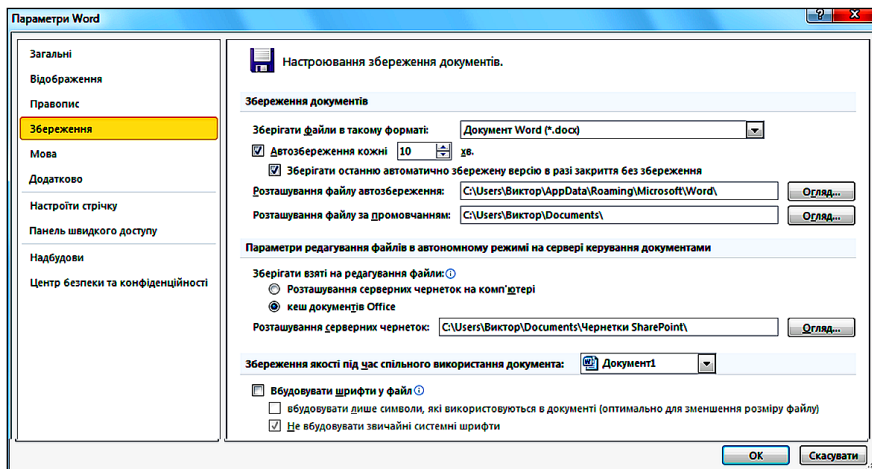 Параметри Word
Загальні
Відображення
Правопис
Збереження
Мова
Додатково
Настроїти стрічку
Панель швидкого доступу
Надбудови
Центр безпеки та конфіденційності
Настроювання збереження документів.
Збереження документів
Зберігати файли в такому форматі: Документ Word (*.docx)
Автозбереження кожні 10 хв.
Зберігати останню автоматично збережену версію в разі закриття без збереження
Розташування файлу автозбереження: C:\Users\Виктор\AppData\Roaming\Microsoft\Word\ Огляд...
Розташування файлу за промовчанням: C:\Users\Виктор\Documents\ Огляд...
Параметри редагування файлів в автономному режимі на сервері керування документами
Зберігати взяті на редагування файли:
Розташування серверних чернеток на комп'ютері
кеш документів Office
Розташування серверних чернеток: C:\Users\Виктор\Documents\Чернетки SharePoint\ Огляд...
Збереження якості під час спільного використання документа: Документ1
Вбудовувати шрифти у файл
вбудовувати лише символи, які використовуються в документі (оптимально для зменшення розміру файлу)
Не вбудовувати звичайні системні шрифти
ОК Скасувати